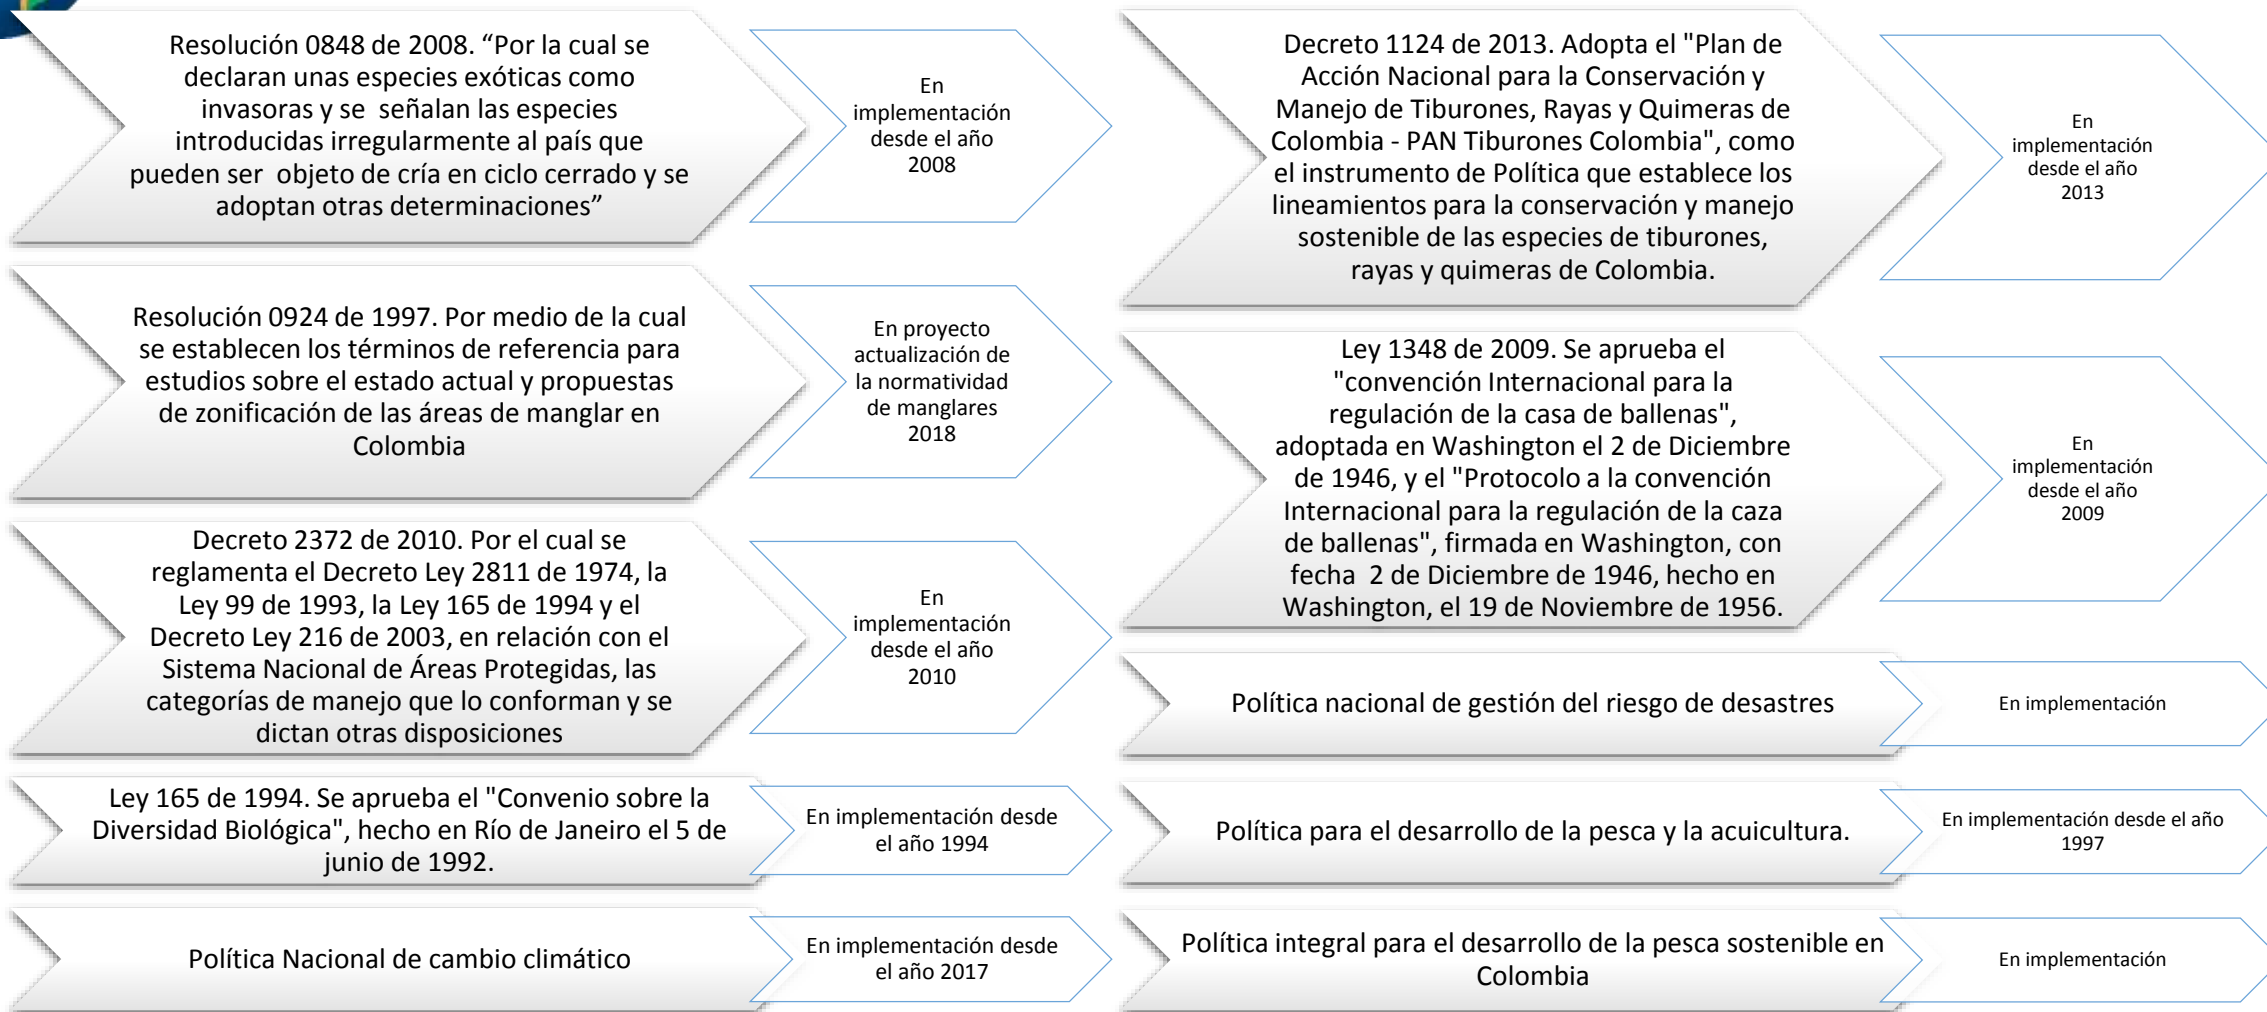 Resolución 0848 de 2008. “Por la cual se
declaran unas especies exóticas como
invasoras y se señalan las especies
introducidas irregularmente al país que
pueden ser objeto de cría en ciclo cerrado y se
adoptan otras determinaciones”
En
implementación
desde el año
2008
Resolución 0924 de 1997. Por medio de la cual
se establecen los términos de referencia para
estudios sobre el estado actual y propuestas
de zonificación de las áreas de manglar en
Colombia
En proyecto
actualización de
la normatividad
de manglares
2018
Decreto 2372 de 2010. Por el cual se
reglamenta el Decreto Ley 2811 de 1974, la
Ley 99 de 1993, la Ley 165 de 1994 y el
Decreto Ley 216 de 2003, en relación con el
Sistema Nacional de Áreas Protegidas, las
categorías de manejo que lo conforman y se
dictan otras disposiciones
En
implementación
desde el año
2010
Ley 165 de 1994. Se aprueba el "Convenio sobre la
Diversidad Biológica", hecho en Río de Janeiro el 5 de
junio de 1992.
En implementación desde
el año 1994
Política Nacional de cambio climático
En implementación desde
el año 2017
Decreto 1124 de 2013. Adopta el "Plan de
Acción Nacional para la Conservación y
Manejo de Tiburones, Rayas y Quimeras de
Colombia - PAN Tiburones Colombia", como
el instrumento de Política que establece los
lineamientos para la conservación y manejo
sostenible de las especies de tiburones,
rayas y quimeras de Colombia.
En
implementación
desde el año
2013
Ley 1348 de 2009. Se aprueba el
"convención Internacional para la
regulación de la casa de ballenas",
adoptada en Washington el 2 de Diciembre
de 1946, y el "Protocolo a la convención
Internacional para la regulación de la caza
de ballenas", firmada en Washington, con
fecha 2 de Diciembre de 1946, hecho en
Washington, el 19 de Noviembre de 1956.
En
implementación
desde el año
2009
Política nacional de gestión del riesgo de desastres
En implementación
Política para el desarrollo de la pesca y la acuicultura.
En implementación desde el año
1997
Política integral para el desarrollo de la pesca sostenible en
Colombia
En implementación